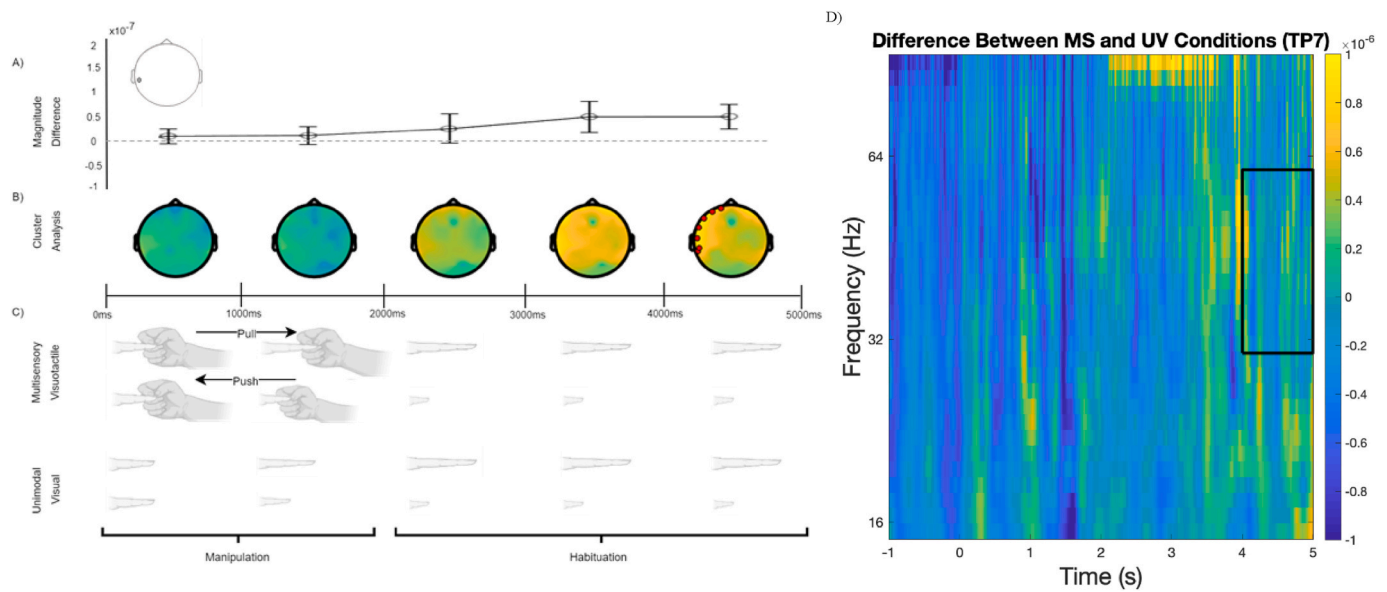 A)
x10⁻⁷
2
1.5
1
0.5
0
-0.5
-1
Magnitude
Difference
B)
Cluster
Analysis
0ms
1000ms
2000ms
3000ms
4000ms
5000ms
C)
Multisensory
Visuotactile
Pull
Push
Unimodal
Visual
Manipulation
Habituation
D)
Difference Between MS and UV Conditions (TP7)
×10⁻⁶
Frequency (Hz)
64
32
16
-1
0
1
2
3
4
5
Time (s)
1
0.8
0.6
0.4
0.2
0
-0.2
-0.4
-0.6
-0.8
-1